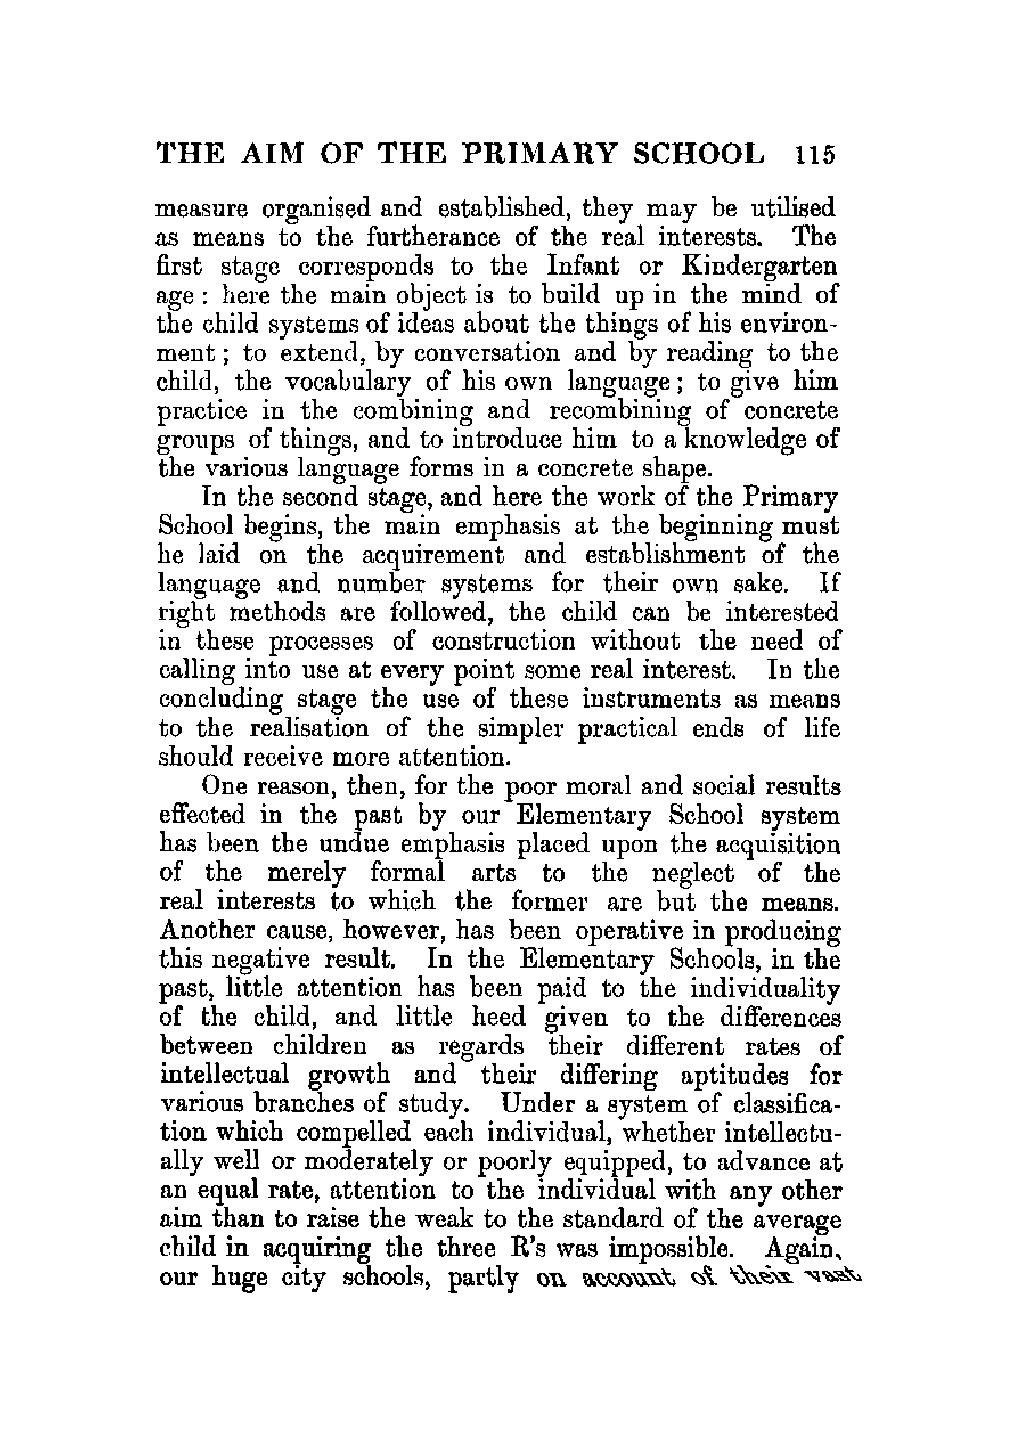 THE AIM OF THE PRIMARY SCHOOL 115
measure organised and established, they may be utilised
as means to the furtherance of the real interests. The
first stage corresponds to the Infant or Kindergarten
age : here the main object is to build up in the mind of
the child systems of ideas about the things of his environ-
ment ; to extend, by conversation and by reading to the
child, the vocabulary of his own language ; to give him
practice in the combining and recombining of concrete
groups of things, and to introduce him to a knowledge of
the various language forms in a concrete shape.
In the second stage, and here the work of the Primary
School begins, the main emphasis at the beginning must
be laid on the acquirement and establishment of the
language and number systems for their own sake. If
right methods are followed, the child can be interested
in these processes of construction without the need of
calling into use at every point some real interest. In the
concluding stage the use of these instruments as means
to the realisation of the simpler practical ends of life
should receive more attention.
One reason, then, for the poor moral and social results
effected in the past by our Elementary School system
has been the undue emphasis placed upon the acquisition
of the merely formal arts to the neglect of the
real interests to which the former are but the means.
Another cause, however, has been operative in producing
this negative result. In the Elementary Schools, in the
past, little attention has been paid to the individuality
of the child, and little heed given to the differences
between children as regards their different rates of
intellectual growth and their differing aptitudes for
various branches of study. Under a system of classifica-
tion which compelled each individual, whether intellectu-
ally well or moderately or poorly equipped, to advance at
an equal rate, attention to the individual with any other
aim than to raise the weak to the standard of the average
child in acquiring the three R's was impossible. Again,
our huge city schools, partly on account of their vast